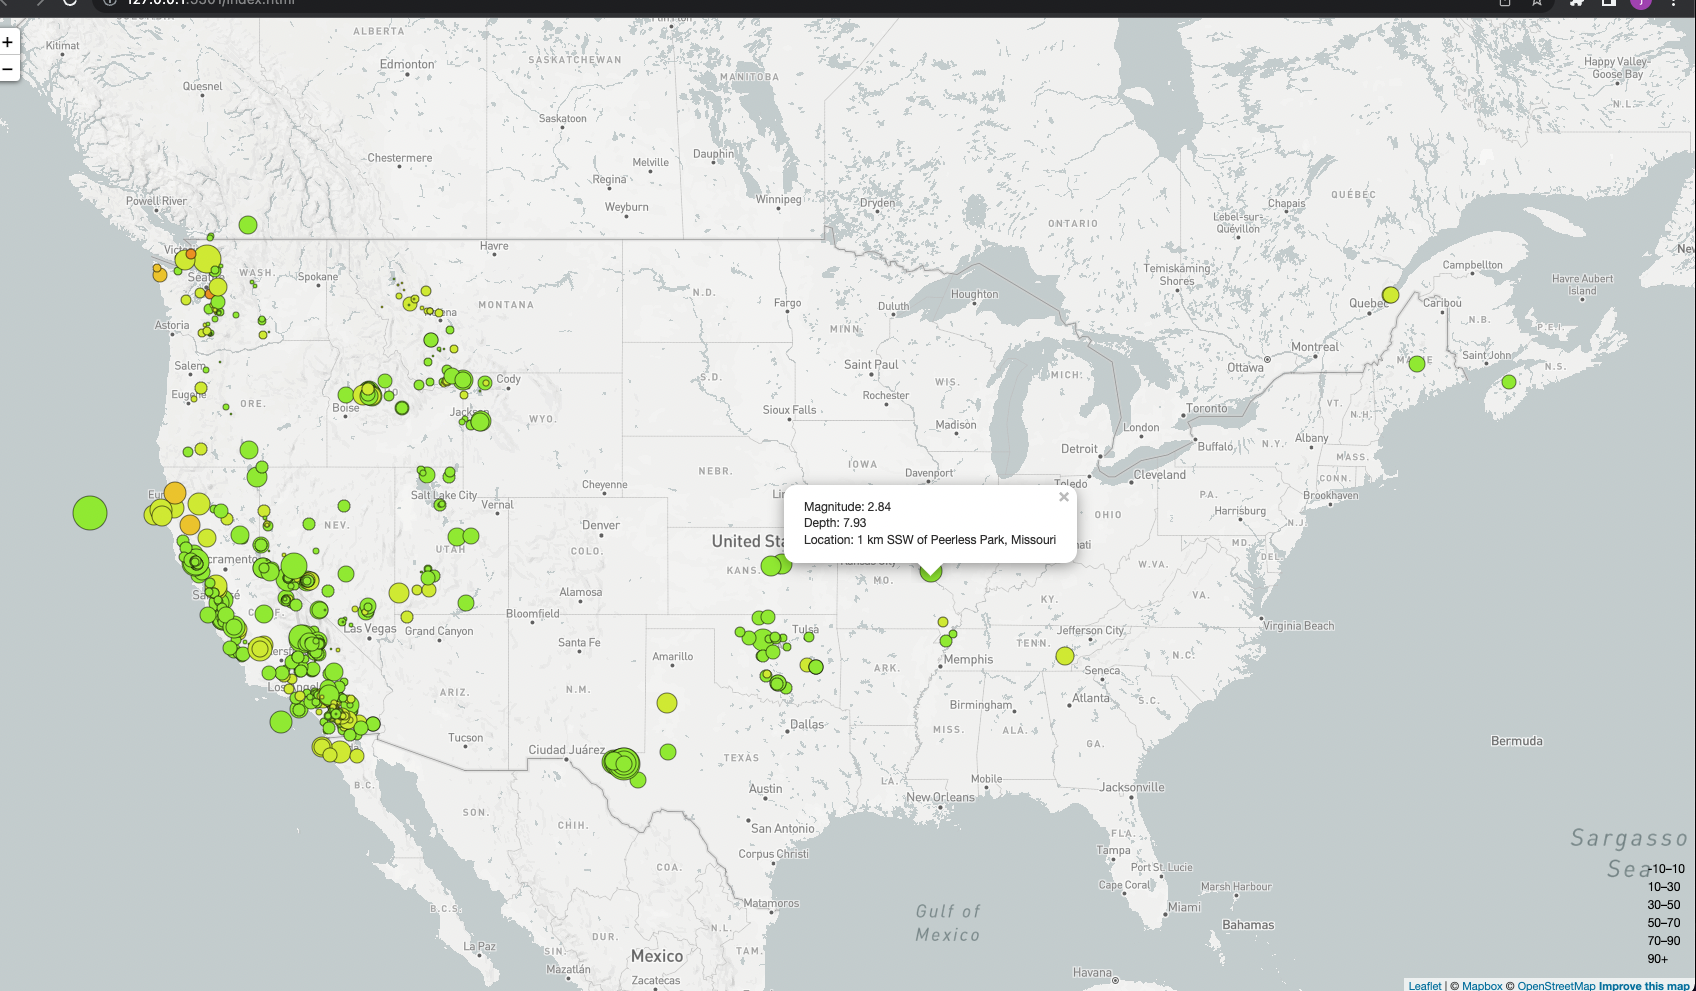 127.0.0.1:5501/index.html
+
−
Kitimat
ALBERTA
Edmonton
SASKATCHEWAN
MANITOBA
Happy Valley-
Goose Bay
N.L.
Quesnel
Saskatoon
Chestermere
Melville
Dauphin
Regina
Weyburn
Winnipeg
Dryden
ONTARIO
QUÉBEC
Chapais
Lebel-sur-
Quévillon
Powell River
Havre
Spokane
WASH.
Temiskaming
Shores
Campbellton
Havre Aubert
Island
MONTANA
N.D.
Fargo
Duluth
Houghton
Caribou
N.B.
P.E.I.
Astoria
MINN
Montreal
Saint John
N.S.
Salem
Saint Paul
WIS.
MICH.
Ottawa
ORE.
Boise
Cody
S.D.
Rochester
WYO.
Sioux Falls
Madison
Toronto
London
VT.
N.H.
Detroit
Buffalo
N.Y.
Albany
MASS.
NEBR.
IOWA
Davenport
Toledo
Cleveland
CONN.
Salt Lake City
Vernal
Cheyenne
PA.
Brookhaven
Harrisburg
NEV.
Denver
UTAH
COLO.
OHIO
MD.
DEL.
United Sta
Magnitude: 2.84
Depth: 7.93
Location: 1 km SSW of Peerless Park, Missouri
×
KANS.
MO.
W.VA.
VA.
KY.
Alamosa
Bloomfield
Las Vegas
Grand Canyon
Santa Fe
Tulsa
Jefferson City
Virginia Beach
TENN.
N.C.
Amarillo
Memphis
Seneca
ARK.
ARIZ.
N.M.
Birmingham
Atlanta
S.C.
Dallas
MISS.
ALA.
GA.
Tucson
Ciudad Juárez
TEXAS
LA.
Bermuda
B.C.
Austin
Mobile
Jacksonville
New Orleans
SON.
CHIH.
San Antonio
FLA.
Corpus Christi
Tampa
Port St. Lucie
COA.
Cape Coral
Marsh Harbour
Miami
Bahamas
Sargasso
Sea
B.C.S.
Matamoros
Gulf of
Mexico
N.L.
DUR.
La Paz
SIN.
Mexico
TAM.
Mazatlán
Zacatecas
Havana
-10–10
10–30
30–50
50–70
70–90
90+
Leaflet | © Mapbox © OpenStreetMap Improve this map